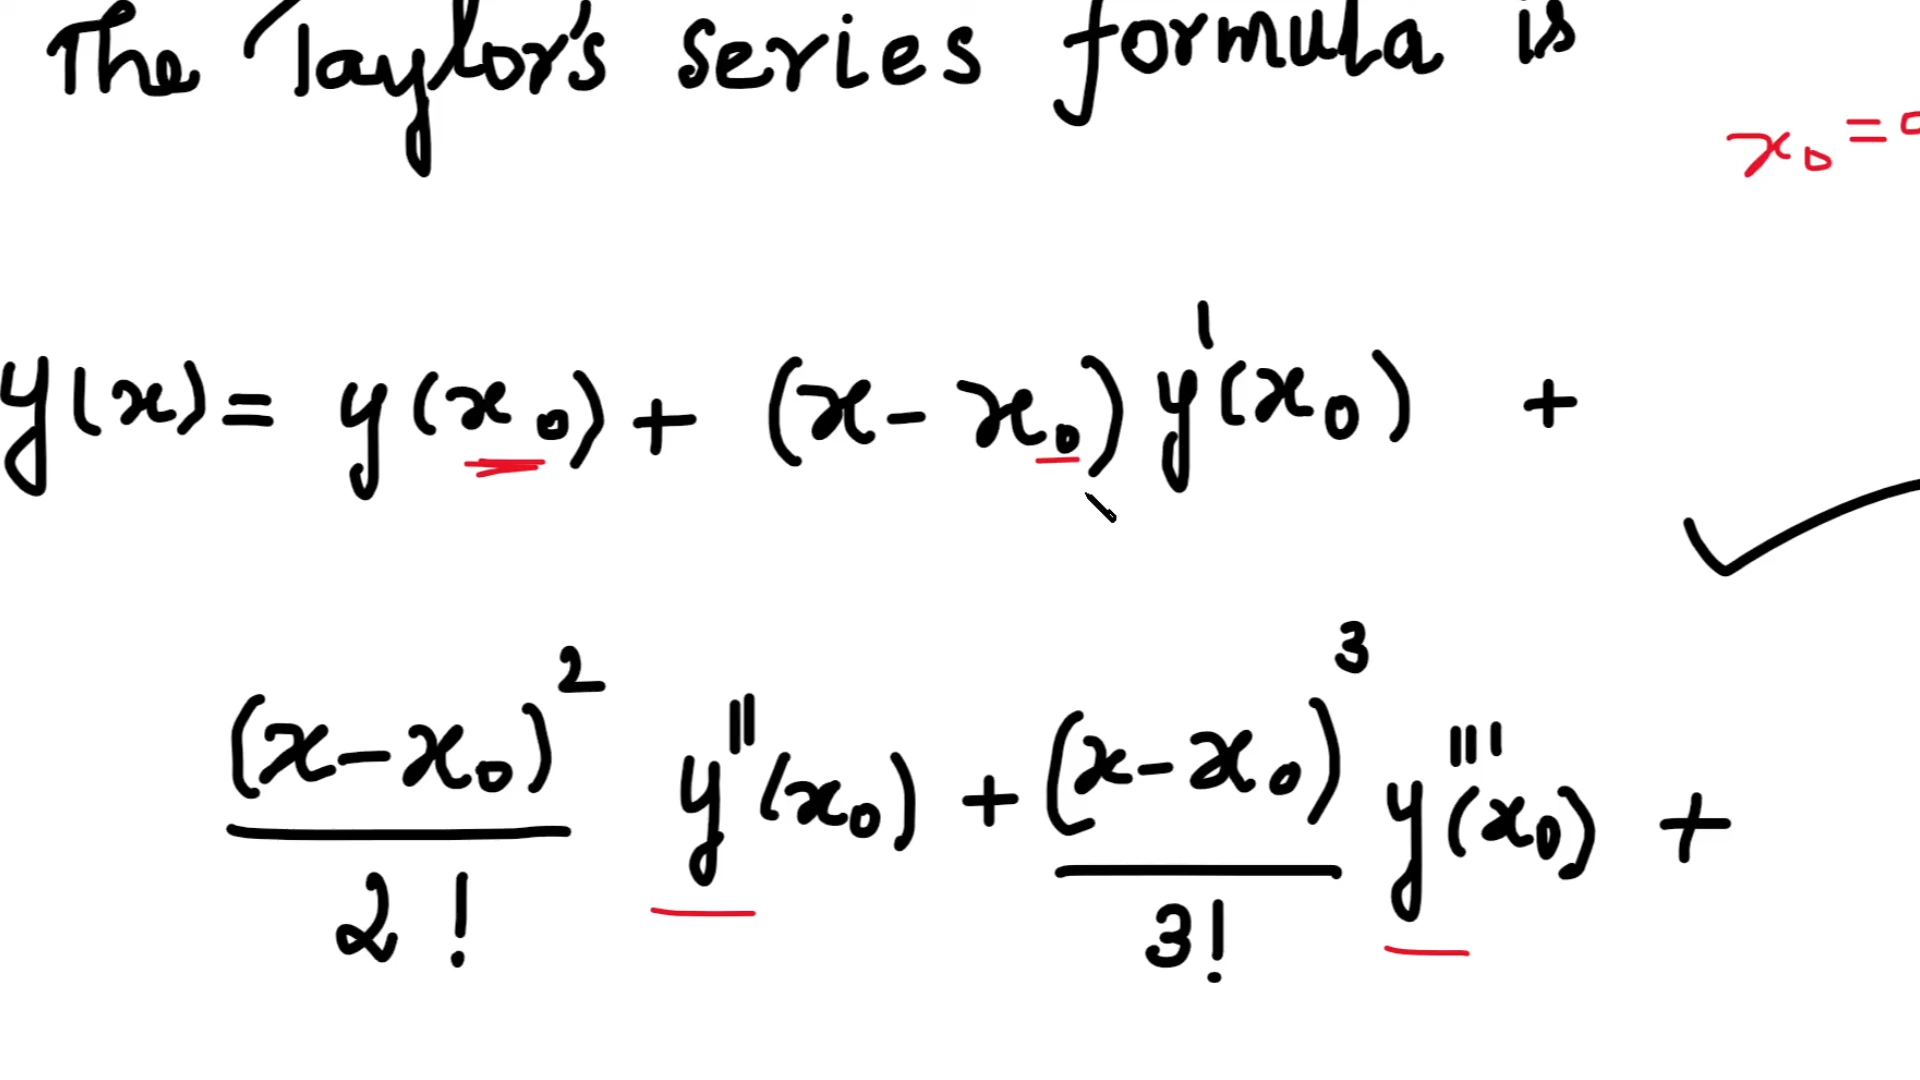 The Taylor's series formula is
x₀ =
y(x) = y(x₀) + (x - x₀) y'(x₀) +
(x - x₀)²/2! y''(x₀) + (x - x₀)³/3! y'''(x₀) +